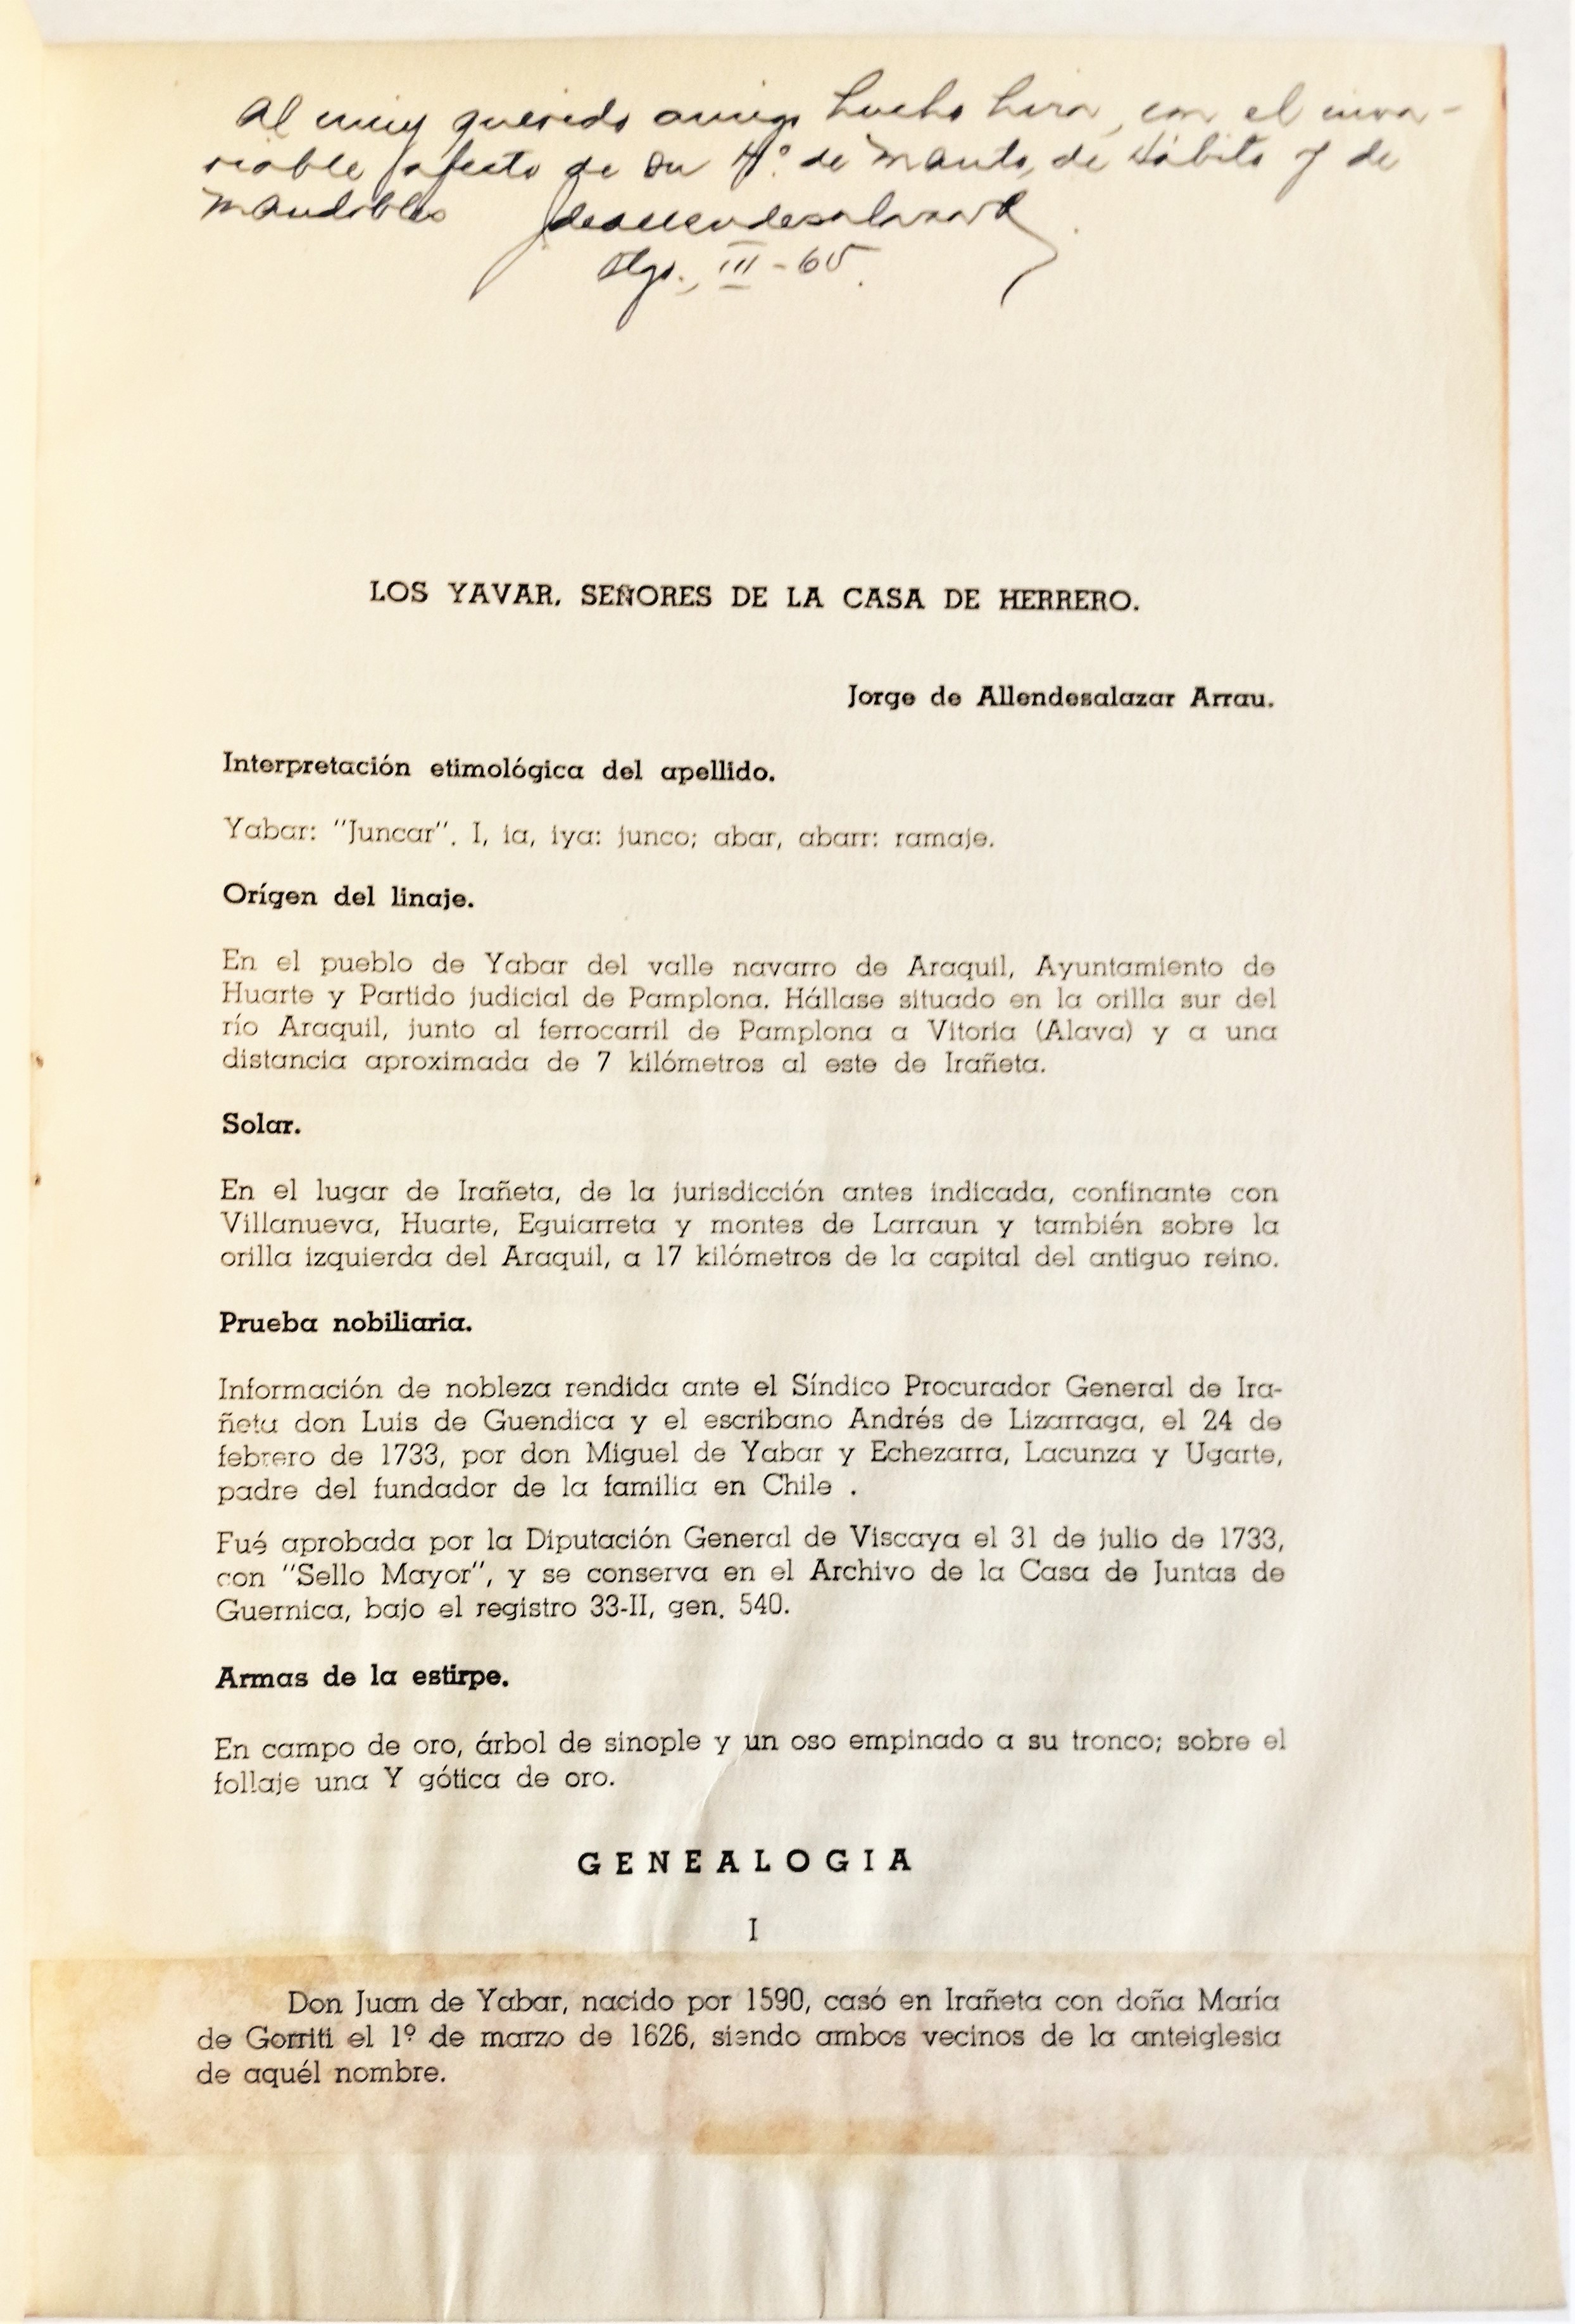 Al muy querido amigo Lucho Lira, con el inva-
riable afecto de su H.º de Manto, de Hábito y de
Mandobles
Stgo., III-65.
LOS YAVAR, SEÑORES DE LA CASA DE HERRERO.
Jorge de Allendesalazar Arrau.
Interpretación etimológica del apellido.
Yabar: "Juncar". I, ia, iya: junco; abar, abarr: ramaje.
Orígen del linaje.
En el pueblo de Yabar del valle navarro de Araquil, Ayuntamiento de
Huarte y Partido judicial de Pamplona. Hállase situado en la orilla sur del
río Araquil, junto al ferrocarril de Pamplona a Vitoria (Alava) y a una
distancia aproximada de 7 kilómetros al este de Irañeta.
Solar.
En el lugar de Irañeta, de la jurisdicción antes indicada, confinante con
Villanueva, Huarte, Eguiarreta y montes de Larraun y también sobre la
orilla izquierda del Araquil, a 17 kilómetros de la capital del antiguo reino.
Prueba nobiliaria.
Información de nobleza rendida ante el Síndico Procurador General de Ira-
ñeta don Luis de Guendica y el escribano Andrés de Lizarraga, el 24 de
febrero de 1733, por don Miguel de Yabar y Echezarra, Lacunza y Ugarte,
padre del fundador de la familia en Chile .
Fué aprobada por la Diputación General de Viscaya el 31 de julio de 1733,
con "Sello Mayor", y se conserva en el Archivo de la Casa de Juntas de
Guernica, bajo el registro 33-II, gen. 540.
Armas de la estirpe.
En campo de oro, árbol de sinople y un oso empinado a su tronco; sobre el
follaje una Y gótica de oro.
GENEALOGIA
I
Don Juan de Yabar, nacido por 1590, casó en Irañeta con doña María
de Gorriti el 1º de marzo de 1626, siendo ambos vecinos de la anteiglesia
de aquél nombre.